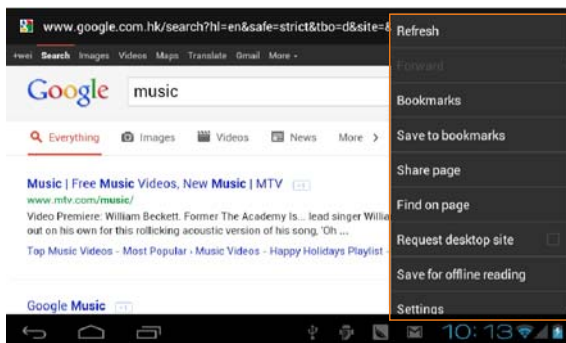 www.google.com.hk/search?hl=en&safe=strict&tbo=d&site=&
+wei Search Images Videos Maps Translate Gmail More
Google music
Everything Images Videos News More
Music | Free Music Videos, New Music | MTV
www.mtv.com/music/
Video Premiere: William Beckett. Former The Academy Is... lead singer Willia
out on his own for this rollicking acoustic version of his song, 'Oh ...
Top Music Videos - Most Popular - Music Videos - Happy Holidays Playlist -
Google Music
Refresh
Forward
Bookmarks
Save to bookmarks
Share page
Find on page
Request desktop site
Save for offline reading
Settings
10:13